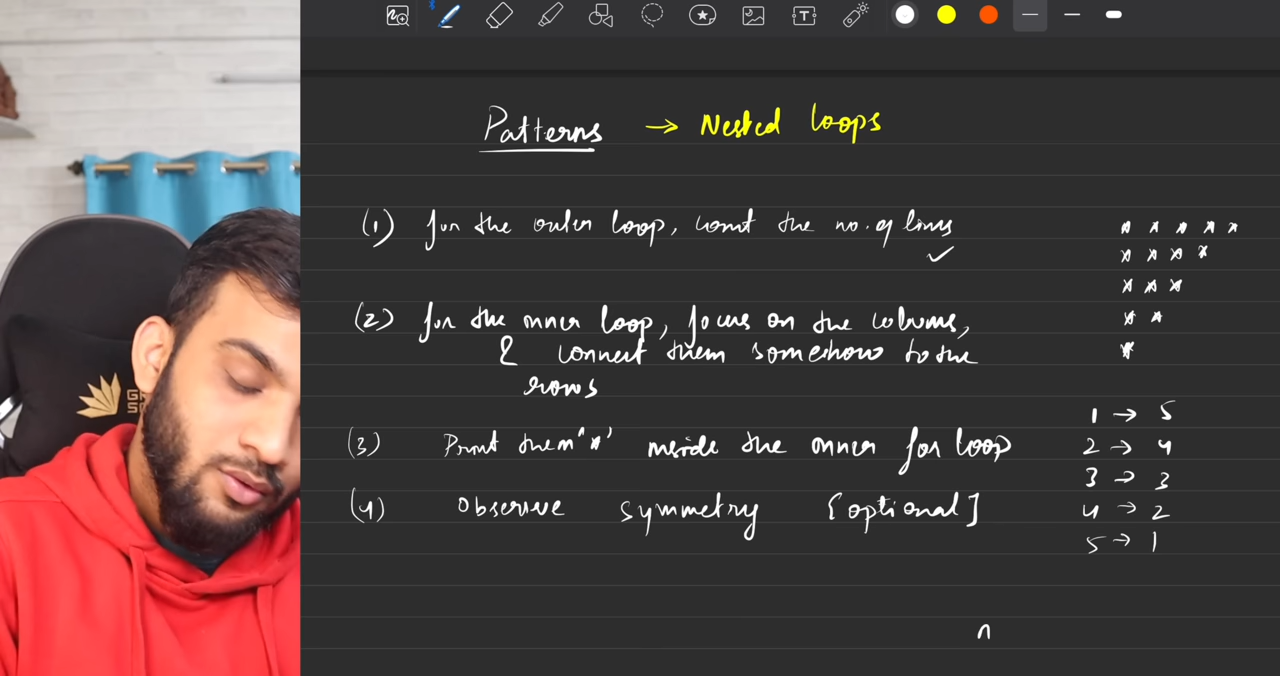 Patterns → Nested loops
(1) for the outer loop, count the no. of lines ✓
(2) for the inner loop, focus on the columns,
& connect them somehow to the
rows
(3) Print them '*' inside the inner for loop
(4) Observe symmetry [optional]
* * * * *
* * * *
* * *
* *
*
1 → 5
2 → 4
3 → 3
4 → 2
5 → 1
n